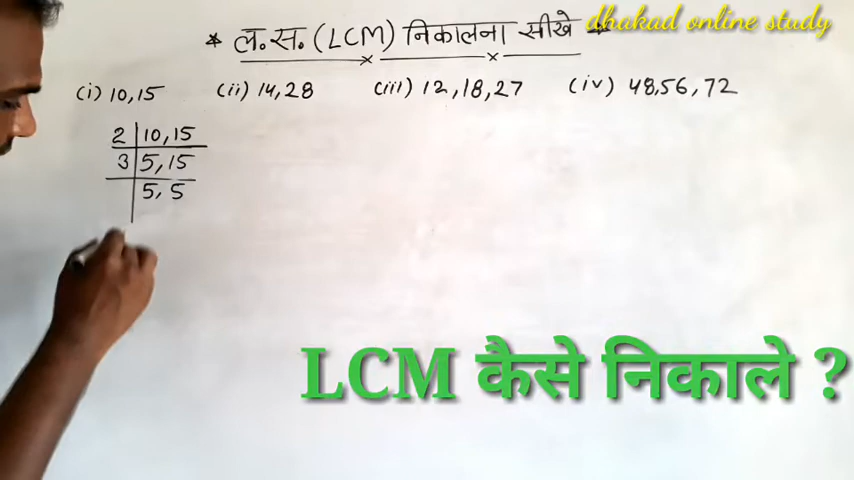 * ल॰स॰(LCM) निकालना सीखे *
dhakad online study
(i) 10,15 (ii) 14,28 (iii) 12,18,27 (iv) 48,56,72
2 10,15
3 5,15
5,5
LCM कैसे निकाले ?